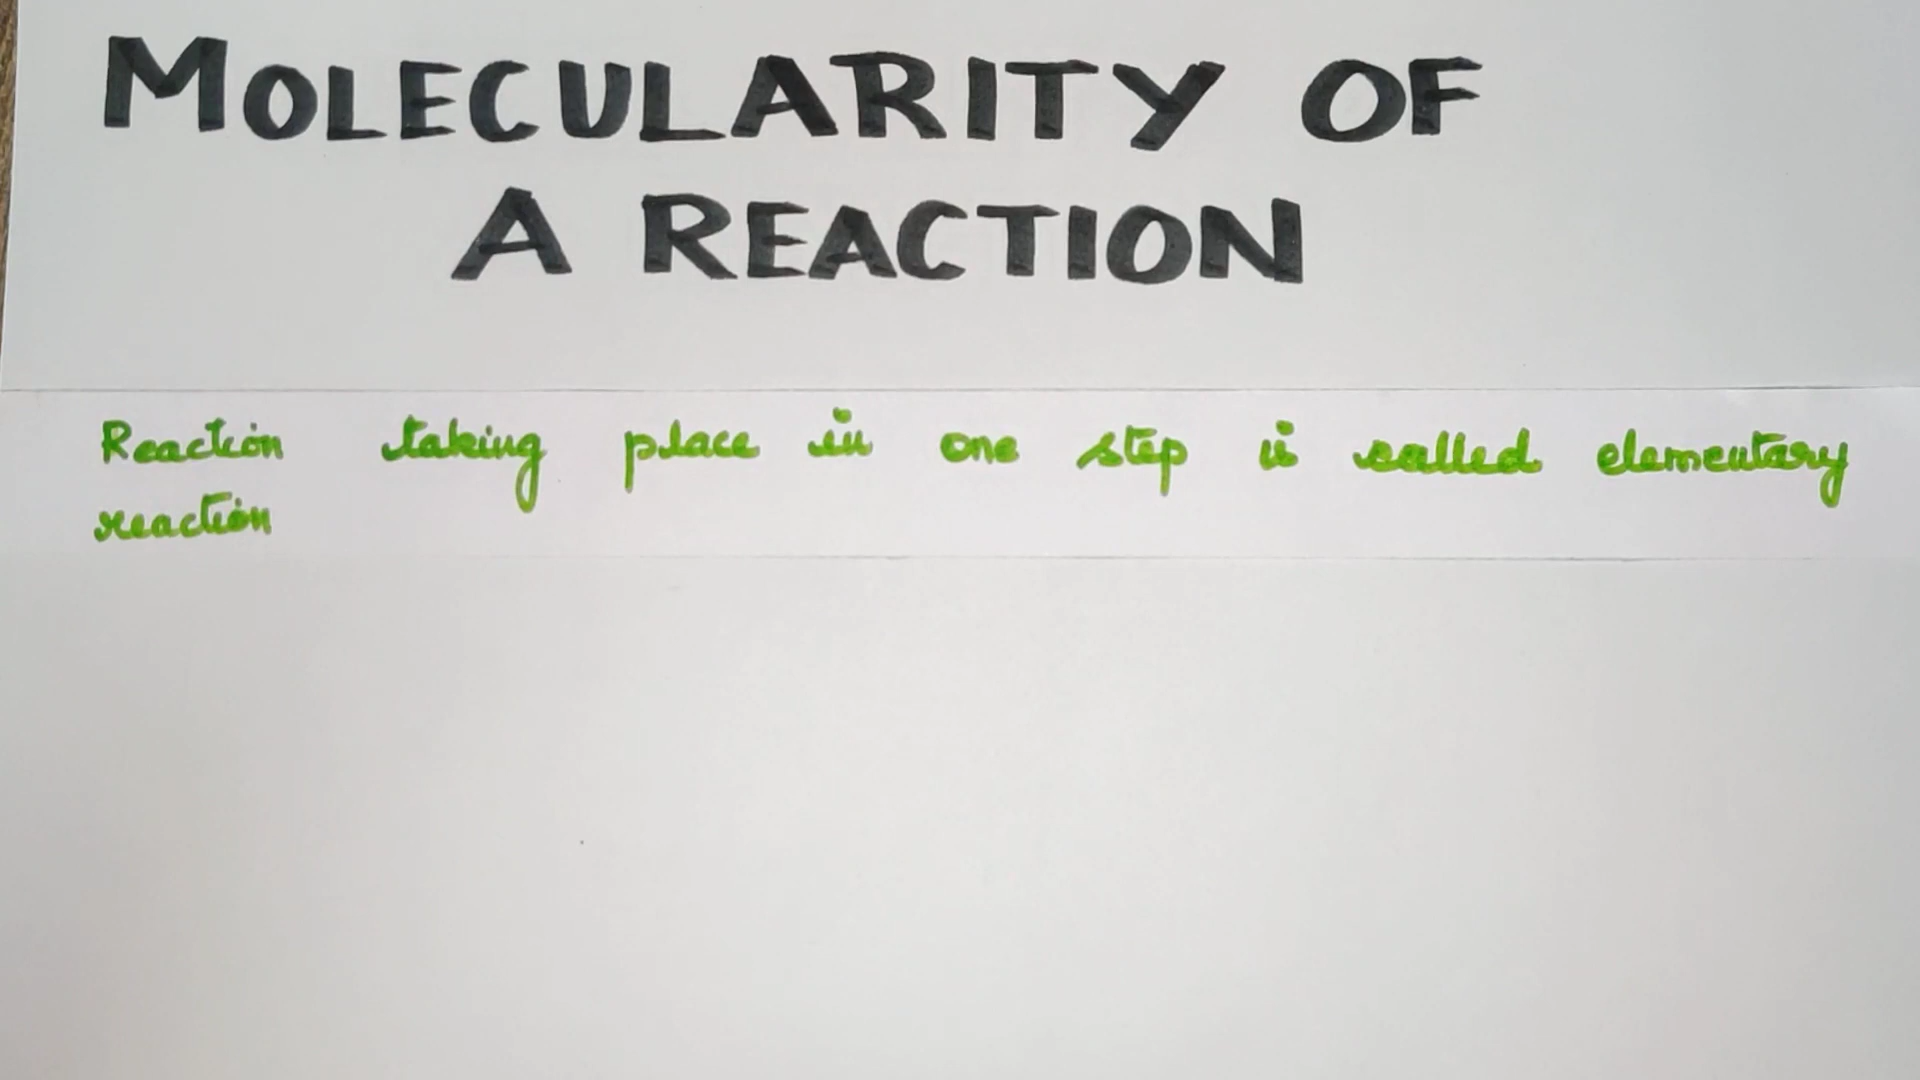 MOLECULARITY OF
A REACTION
Reaction taking place in one step is called elementary
reaction